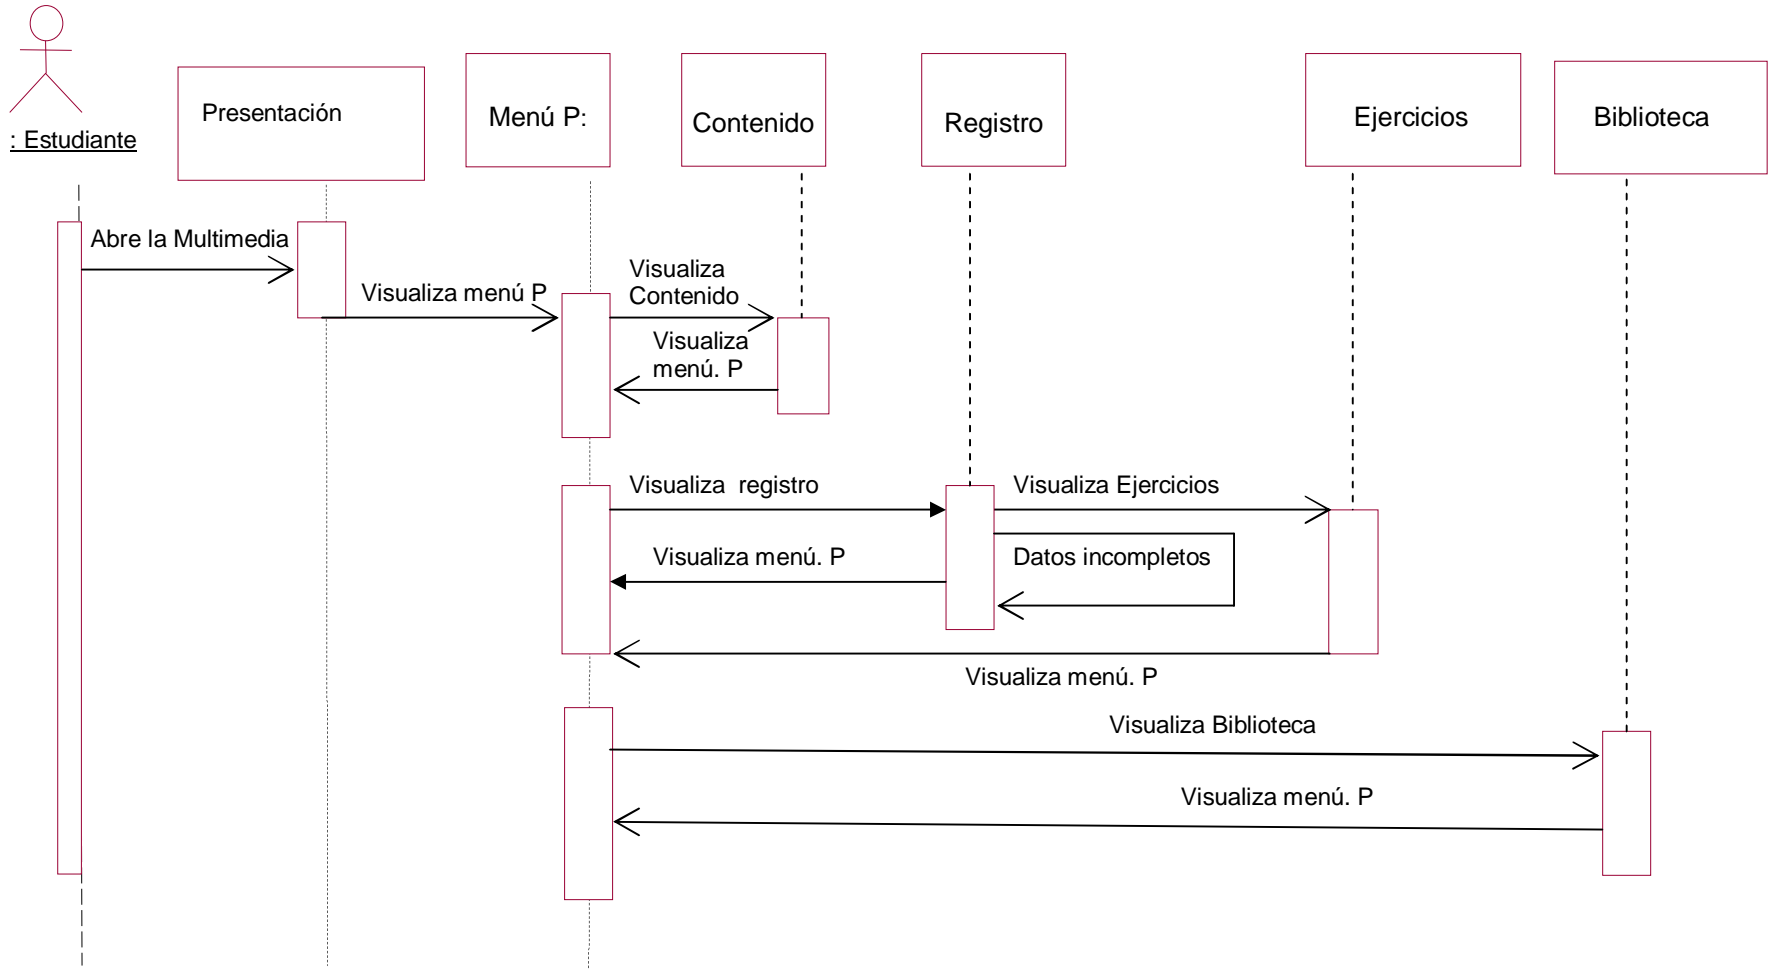 : Estudiante
Presentación
Menú P:
Contenido
Registro
Ejercicios
Biblioteca
Abre la Multimedia
Visualiza menú P
Visualiza
Contenido
Visualiza
menú. P
Visualiza  registro
Visualiza Ejercicios
Visualiza menú. P
Datos incompletos
Visualiza menú. P
Visualiza Biblioteca
Visualiza menú. P